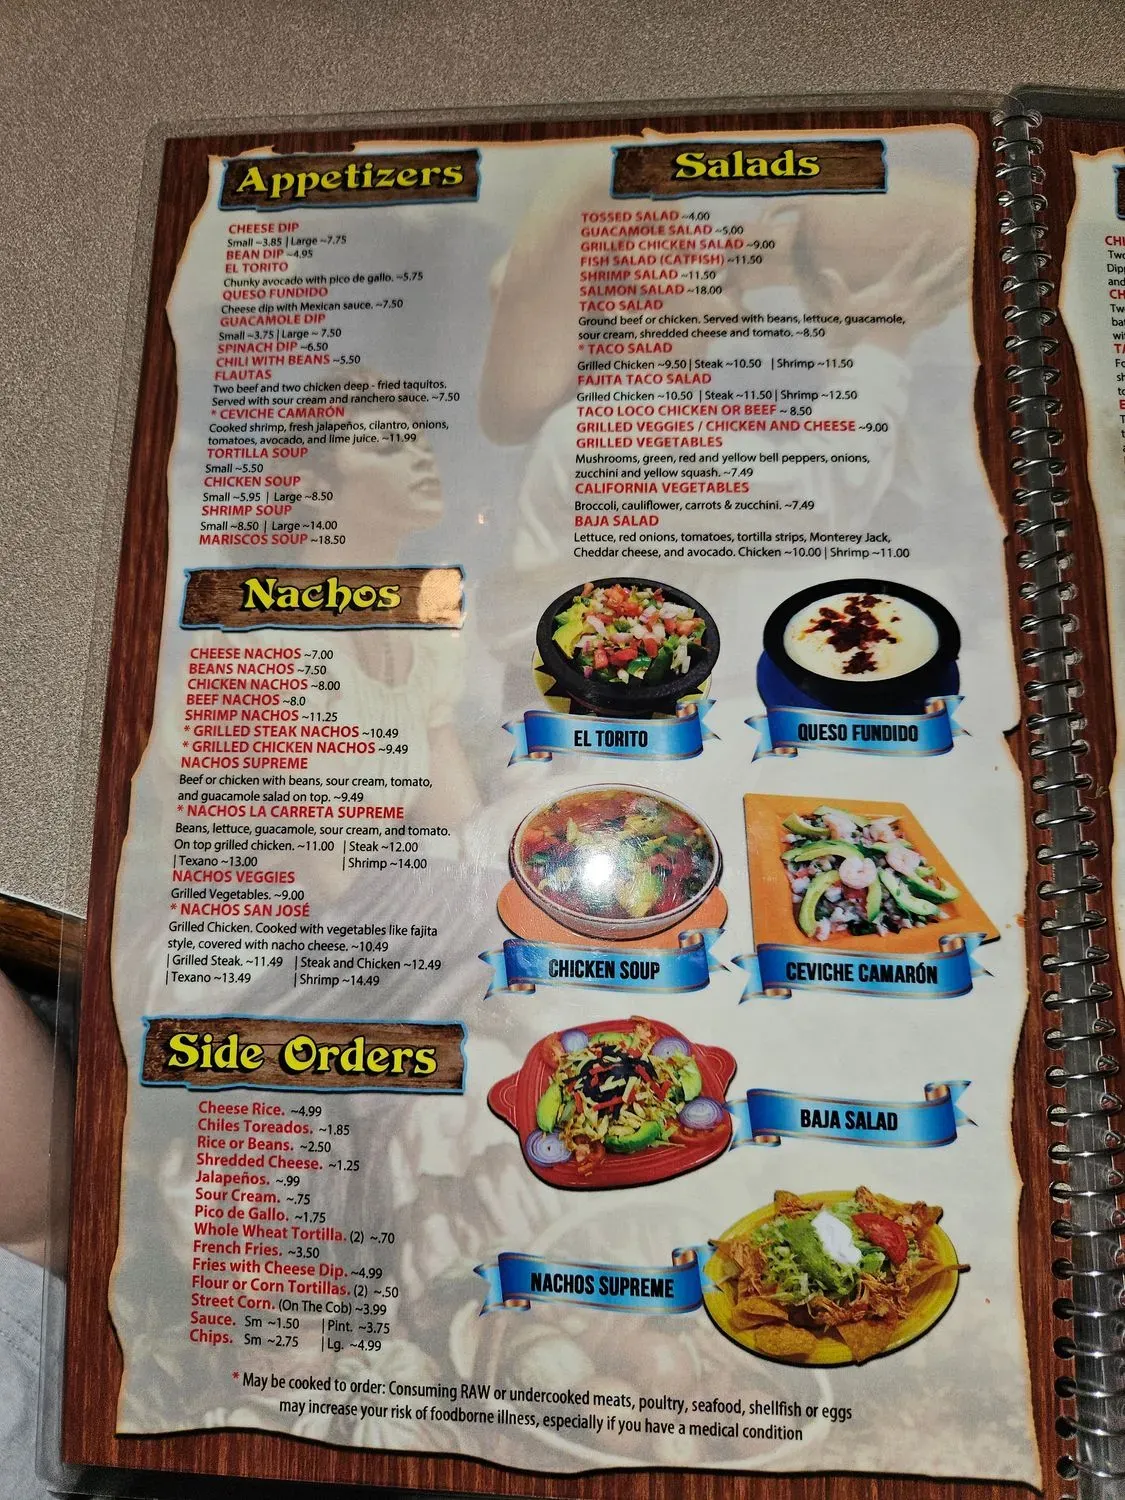 Appetizers
CHEESE DIP
Small ~3.85 | Large ~7.75
BEAN DIP ~4.95
EL TORITO
Chunky avocado with pico de gallo. ~5.75
QUESO FUNDIDO
Cheese dip with Mexican sauce. ~7.50
GUACAMOLE DIP
Small ~3.75 | Large ~ 7.50
SPINACH DIP ~6.50
CHILI WITH BEANS ~5.50
FLAUTAS
Two beef and two chicken deep - fried taquitos.
Served with sour cream and ranchero sauce. ~7.50
* CEVICHE CAMARÓN
Cooked shrimp, fresh jalapeños, cilantro, onions,
tomatoes, avocado, and lime juice. ~11.99
TORTILLA SOUP
Small ~5.50
CHICKEN SOUP
Small ~5.95 | Large ~8.50
SHRIMP SOUP
Small ~8.50 | Large ~14.00
MARISCOS SOUP ~18.50
Nachos
CHEESE NACHOS ~7.00
BEANS NACHOS ~7.50
CHICKEN NACHOS ~8.00
BEEF NACHOS ~8.0
SHRIMP NACHOS ~11.25
* GRILLED STEAK NACHOS ~10.49
* GRILLED CHICKEN NACHOS ~9.49
NACHOS SUPREME
Beef or chicken with beans, sour cream, tomato,
and guacamole salad on top. ~9.49
* NACHOS LA CARRETA SUPREME
Beans, lettuce, guacamole, sour cream, and tomato.
On top grilled chicken. ~11.00 | Steak ~12.00
| Texano ~13.00 | Shrimp ~14.00
NACHOS VEGGIES
Grilled Vegetables. ~9.00
* NACHOS SAN JOSÉ
Grilled Chicken. Cooked with vegetables like fajita
style, covered with nacho cheese. ~10.49
| Grilled Steak. ~11.49 | Steak and Chicken ~12.49
| Texano ~13.49 | Shrimp ~14.49
Side Orders
Cheese Rice. ~4.99
Chiles Toreados. ~1.85
Rice or Beans. ~2.50
Shredded Cheese. ~1.25
Jalapeños. ~.99
Sour Cream. ~.75
Pico de Gallo. ~1.75
Whole Wheat Tortilla. (2) ~.70
French Fries. ~3.50
Fries with Cheese Dip. ~4.99
Flour or Corn Tortillas. (2) ~.50
Street Corn. (On The Cob) ~3.99
Sauce. Sm ~1.50 | Pint. ~3.75
Chips. Sm ~2.75 | Lg. ~4.99
Salads
TOSSED SALAD ~4.00
GUACAMOLE SALAD ~5.00
GRILLED CHICKEN SALAD ~9.00
FISH SALAD (CATFISH) ~11.50
SHRIMP SALAD ~11.50
SALMON SALAD ~18.00
TACO SALAD
Ground beef or chicken. Served with beans, lettuce, guacamole,
sour cream, shredded cheese and tomato. ~8.50
* TACO SALAD
Grilled Chicken ~9.50 | Steak ~10.50 | Shrimp ~11.50
FAJITA TACO SALAD
Grilled Chicken ~10.50 | Steak ~11.50 | Shrimp ~12.50
TACO LOCO CHICKEN OR BEEF ~ 8.50
GRILLED VEGGIES / CHICKEN AND CHEESE ~9.00
GRILLED VEGETABLES
Mushrooms, green, red and yellow bell peppers, onions,
zucchini and yellow squash. ~7.49
CALIFORNIA VEGETABLES
Broccoli, cauliflower, carrots & zucchini. ~7.49
BAJA SALAD
Lettuce, red onions, tomatoes, tortilla strips, Monterey Jack,
Cheddar cheese, and avocado. Chicken ~10.00 | Shrimp ~11.00
EL TORITO
QUESO FUNDIDO
CHICKEN SOUP
CEVICHE CAMARÓN
BAJA SALAD
NACHOS SUPREME
* May be cooked to order: Consuming RAW or undercooked meats, poultry, seafood, shellfish or eggs
may increase your risk of foodborne illness, especially if you have a medical condition